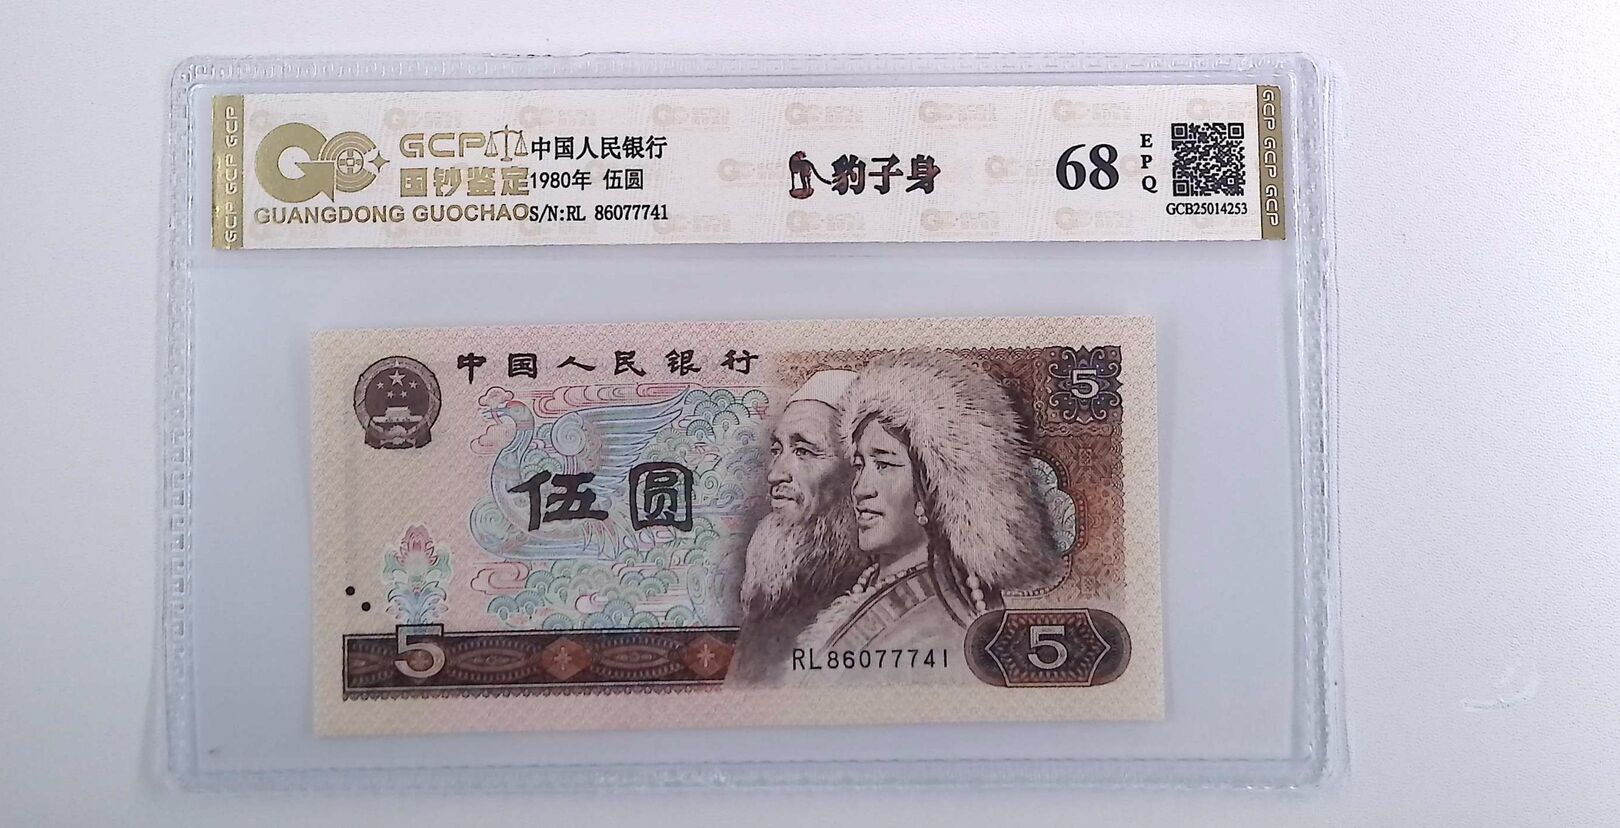 GCP GCP GCP
GCP
国钞鉴定
GUANGDONG GUOCHAO
中国人民银行
1980年 伍圆
S/N:RL 86077741
豹子身
68
EPQ
GCB25014253
GCP GCP GCP
中国人民银行
5
伍圆
5
RL86077741
5